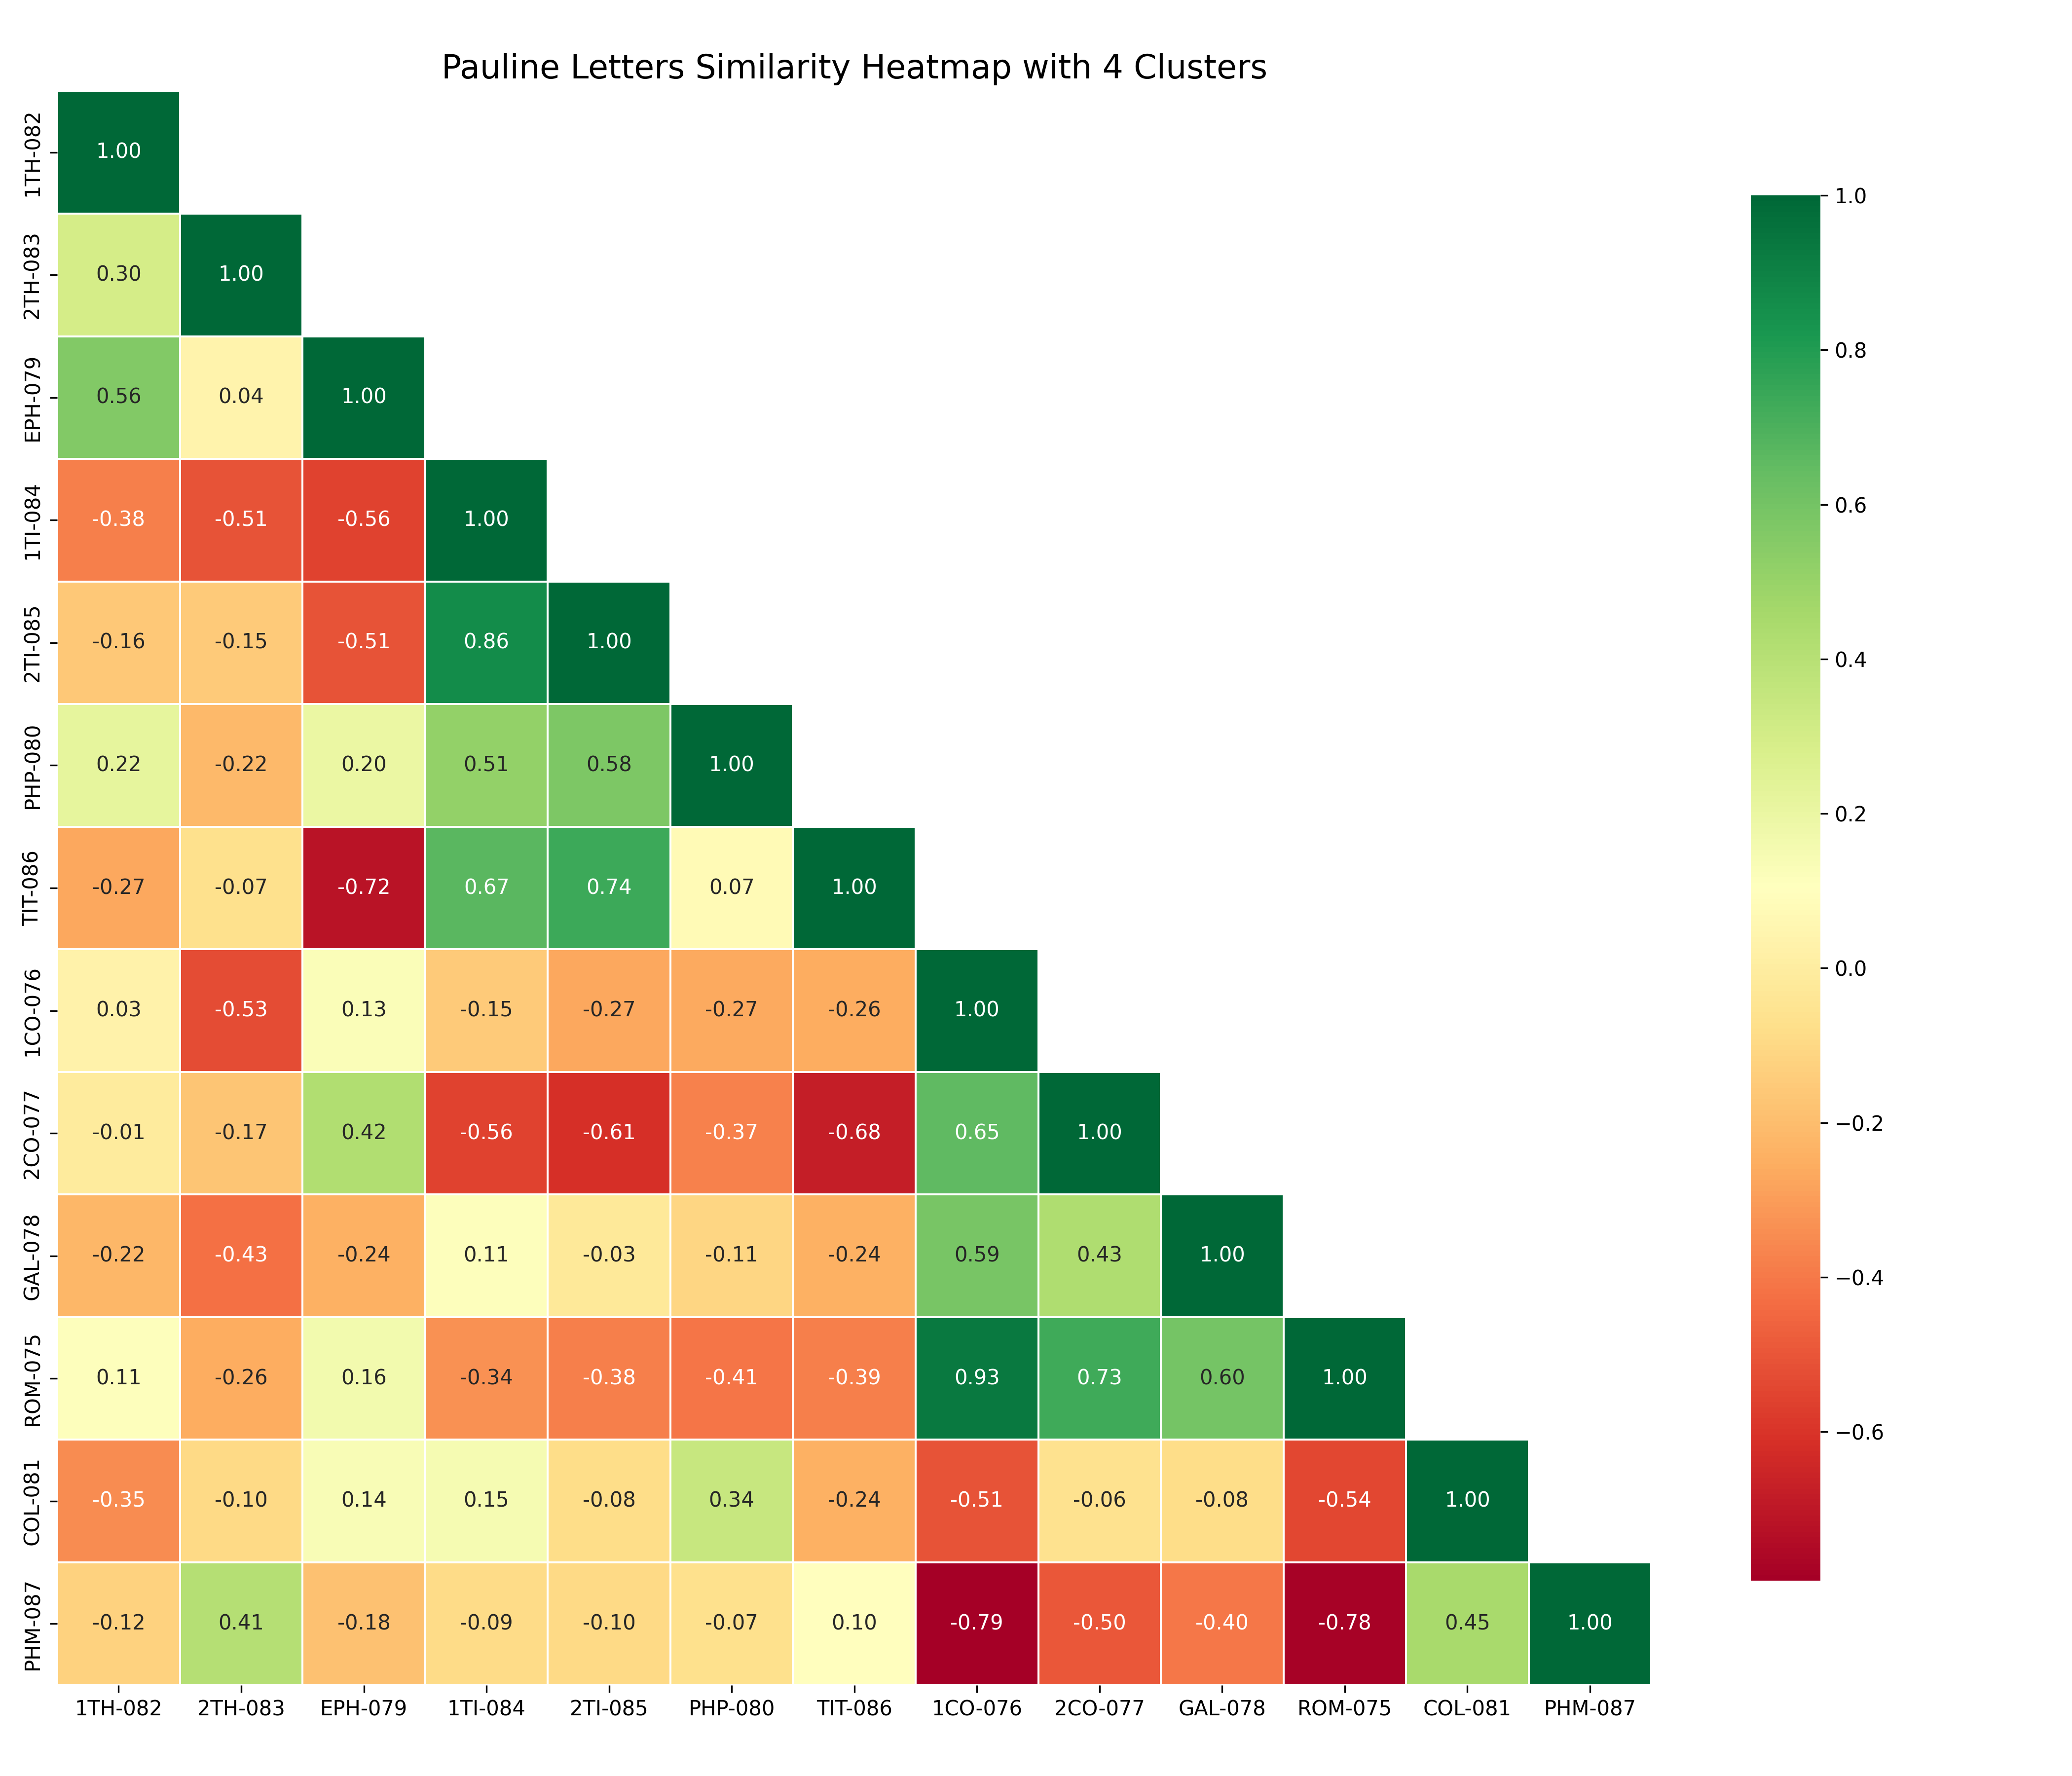 Pauline Letters Similarity Heatmap with 4 Clusters
1TH-082 1.00
2TH-083 0.30 1.00
EPH-079 0.56 0.04 1.00
1TI-084 -0.38 -0.51 -0.56 1.00
2TI-085 -0.16 -0.15 -0.51 0.86 1.00
PHP-080 0.22 -0.22 0.20 0.51 0.58 1.00
TIT-086 -0.27 -0.07 -0.72 0.67 0.74 0.07 1.00
1CO-076 0.03 -0.53 0.13 -0.15 -0.27 -0.27 -0.26 1.00
2CO-077 -0.01 -0.17 0.42 -0.56 -0.61 -0.37 -0.68 0.65 1.00
GAL-078 -0.22 -0.43 -0.24 0.11 -0.03 -0.11 -0.24 0.59 0.43 1.00
ROM-075 0.11 -0.26 0.16 -0.34 -0.38 -0.41 -0.39 0.93 0.73 0.60 1.00
COL-081 -0.35 -0.10 0.14 0.15 -0.08 0.34 -0.24 -0.51 -0.06 -0.08 -0.54 1.00
PHM-087 -0.12 0.41 -0.18 -0.09 -0.10 -0.07 0.10 -0.79 -0.50 -0.40 -0.78 0.45 1.00
1TH-082 2TH-083 EPH-079 1TI-084 2TI-085 PHP-080 TIT-086 1CO-076 2CO-077 GAL-078 ROM-075 COL-081 PHM-087
1.0
0.8
0.6
0.4
0.2
0.0
−0.2
−0.4
−0.6